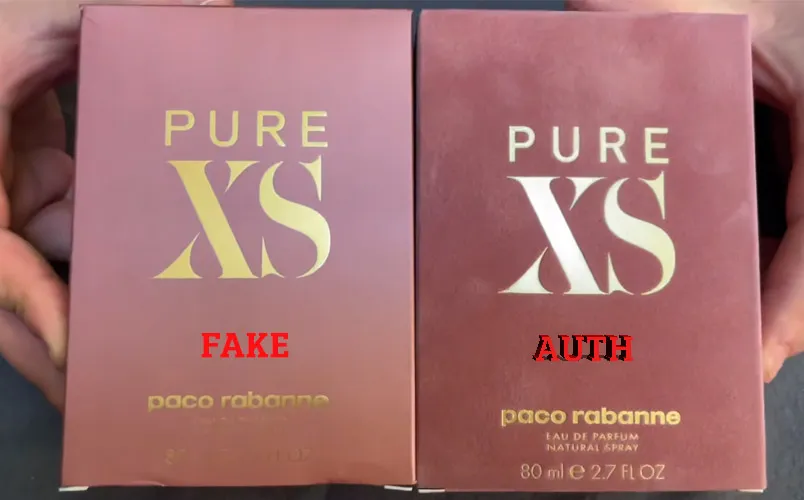 PURE
XS
FAKE
paco rabanne
PURE
XS
AUTH
paco rabanne
EAU DE PARFUM
NATURAL SPRAY
80 ml e 2.7 FL OZ